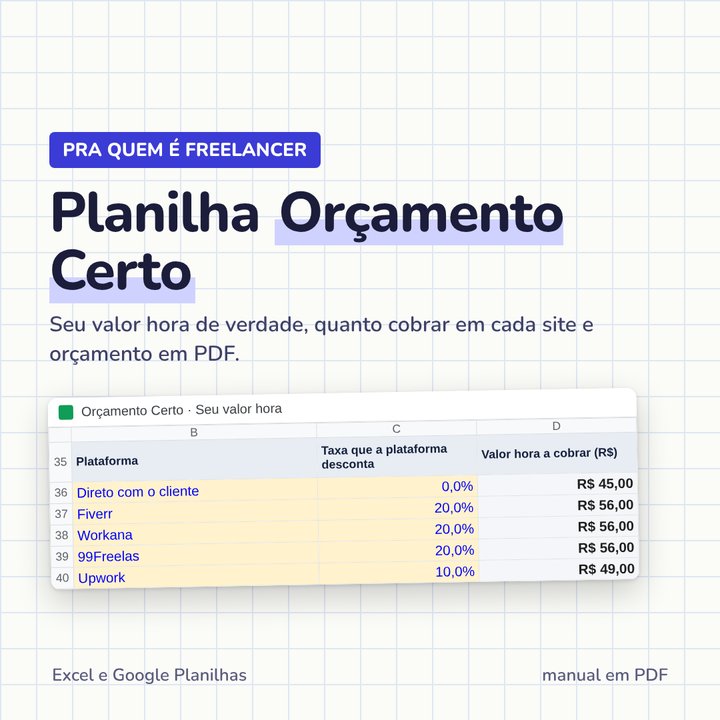 PRA QUEM É FREELANCER
Planilha Orçamento
Certo
Seu valor hora de verdade, quanto cobrar em cada site e
orçamento em PDF.
Orçamento Certo · Seu valor hora
B C D
35 Plataforma Taxa que a plataforma desconta Valor hora a cobrar (R$)
36 Direto com o cliente 0,0% R$ 45,00
37 Fiverr 20,0% R$ 56,00
38 Workana 20,0% R$ 56,00
39 99Freelas 20,0% R$ 56,00
40 Upwork 10,0% R$ 49,00
Excel e Google Planilhas manual em PDF